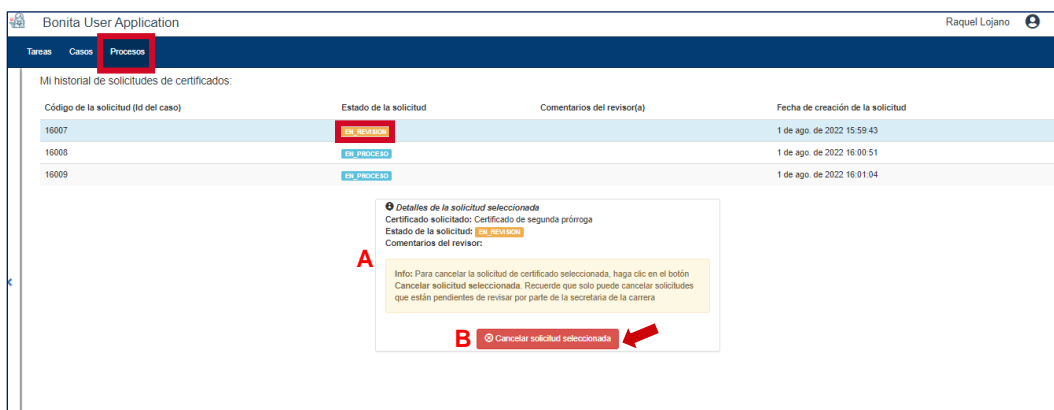 Bonita User Application
Raquel Lojano
Tareas Casos Procesos
Mi historial de solicitudes de certificados:
Código de la solicitud (Id del caso) Estado de la solicitud Comentarios del revisor(a) Fecha de creación de la solicitud
16007 EN_REVISION 1 de ago. de 2022 15:59:43
16008 EN_PROCESO 1 de ago. de 2022 16:00:51
16009 EN_PROCESO 1 de ago. de 2022 16:01:04
Detalles de la solicitud seleccionada
Certificado solicitado: Certificado de segunda prórroga
Estado de la solicitud: EN_REVISION
Comentarios del revisor:
A
Info: Para cancelar la solicitud de certificado seleccionada, haga clic en el botón
Cancelar solicitud seleccionada. Recuerde que solo puede cancelar solicitudes
que están pendientes de revisar por parte de la secretaria de la carrera
B Cancelar solicitud seleccionada